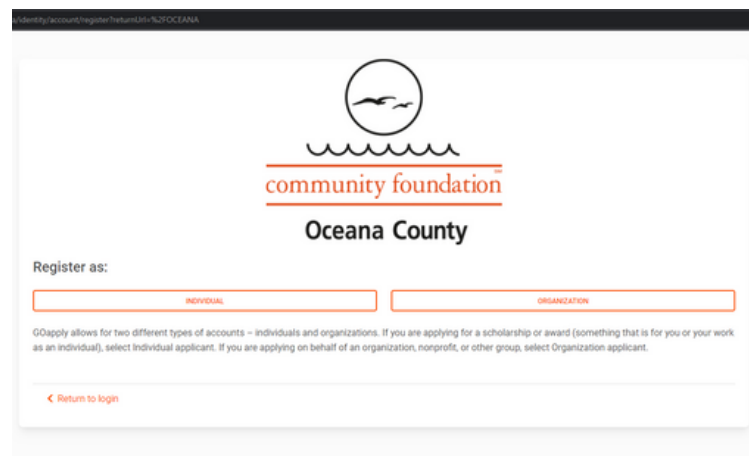 a/identity/account/register?returnUrl=%2FOCEANA
community foundation
Oceana County
Register as:
INDIVIDUAL
ORGANIZATION
GOapply allows for two different types of accounts – individuals and organizations. If you are applying for a scholarship or award (something that is for you or your work
as an individual), select Individual applicant. If you are applying on behalf of an organization, nonprofit, or other group, select Organization applicant.
Return to login